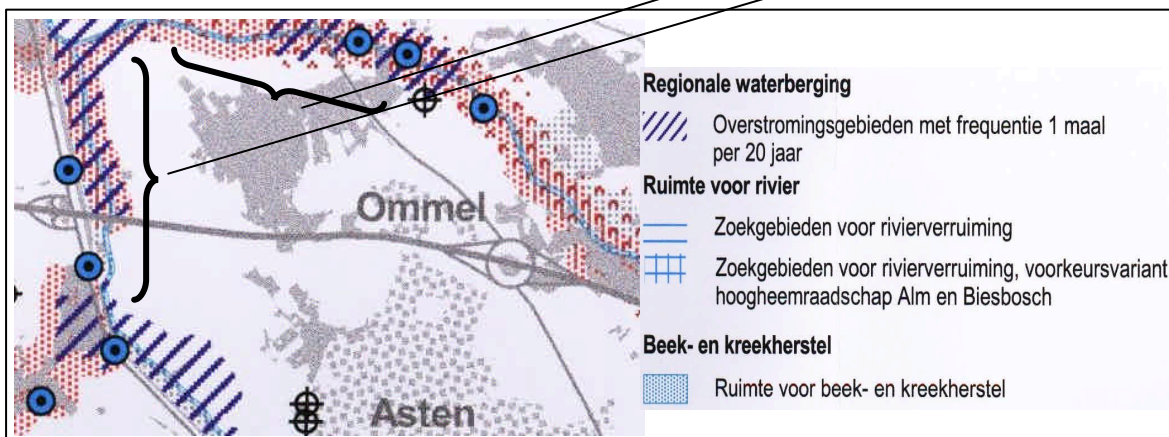 Ommel
Asten
Regionale waterberging
Overstromingsgebieden met frequentie 1 maal
per 20 jaar
Ruimte voor rivier
Zoekgebieden voor rivierverruiming
Zoekgebieden voor rivierverruiming, voorkeursvariant
hoogheemraadschap Alm en Biesbosch
Beek- en kreekherstel
Ruimte voor beek- en kreekherstel